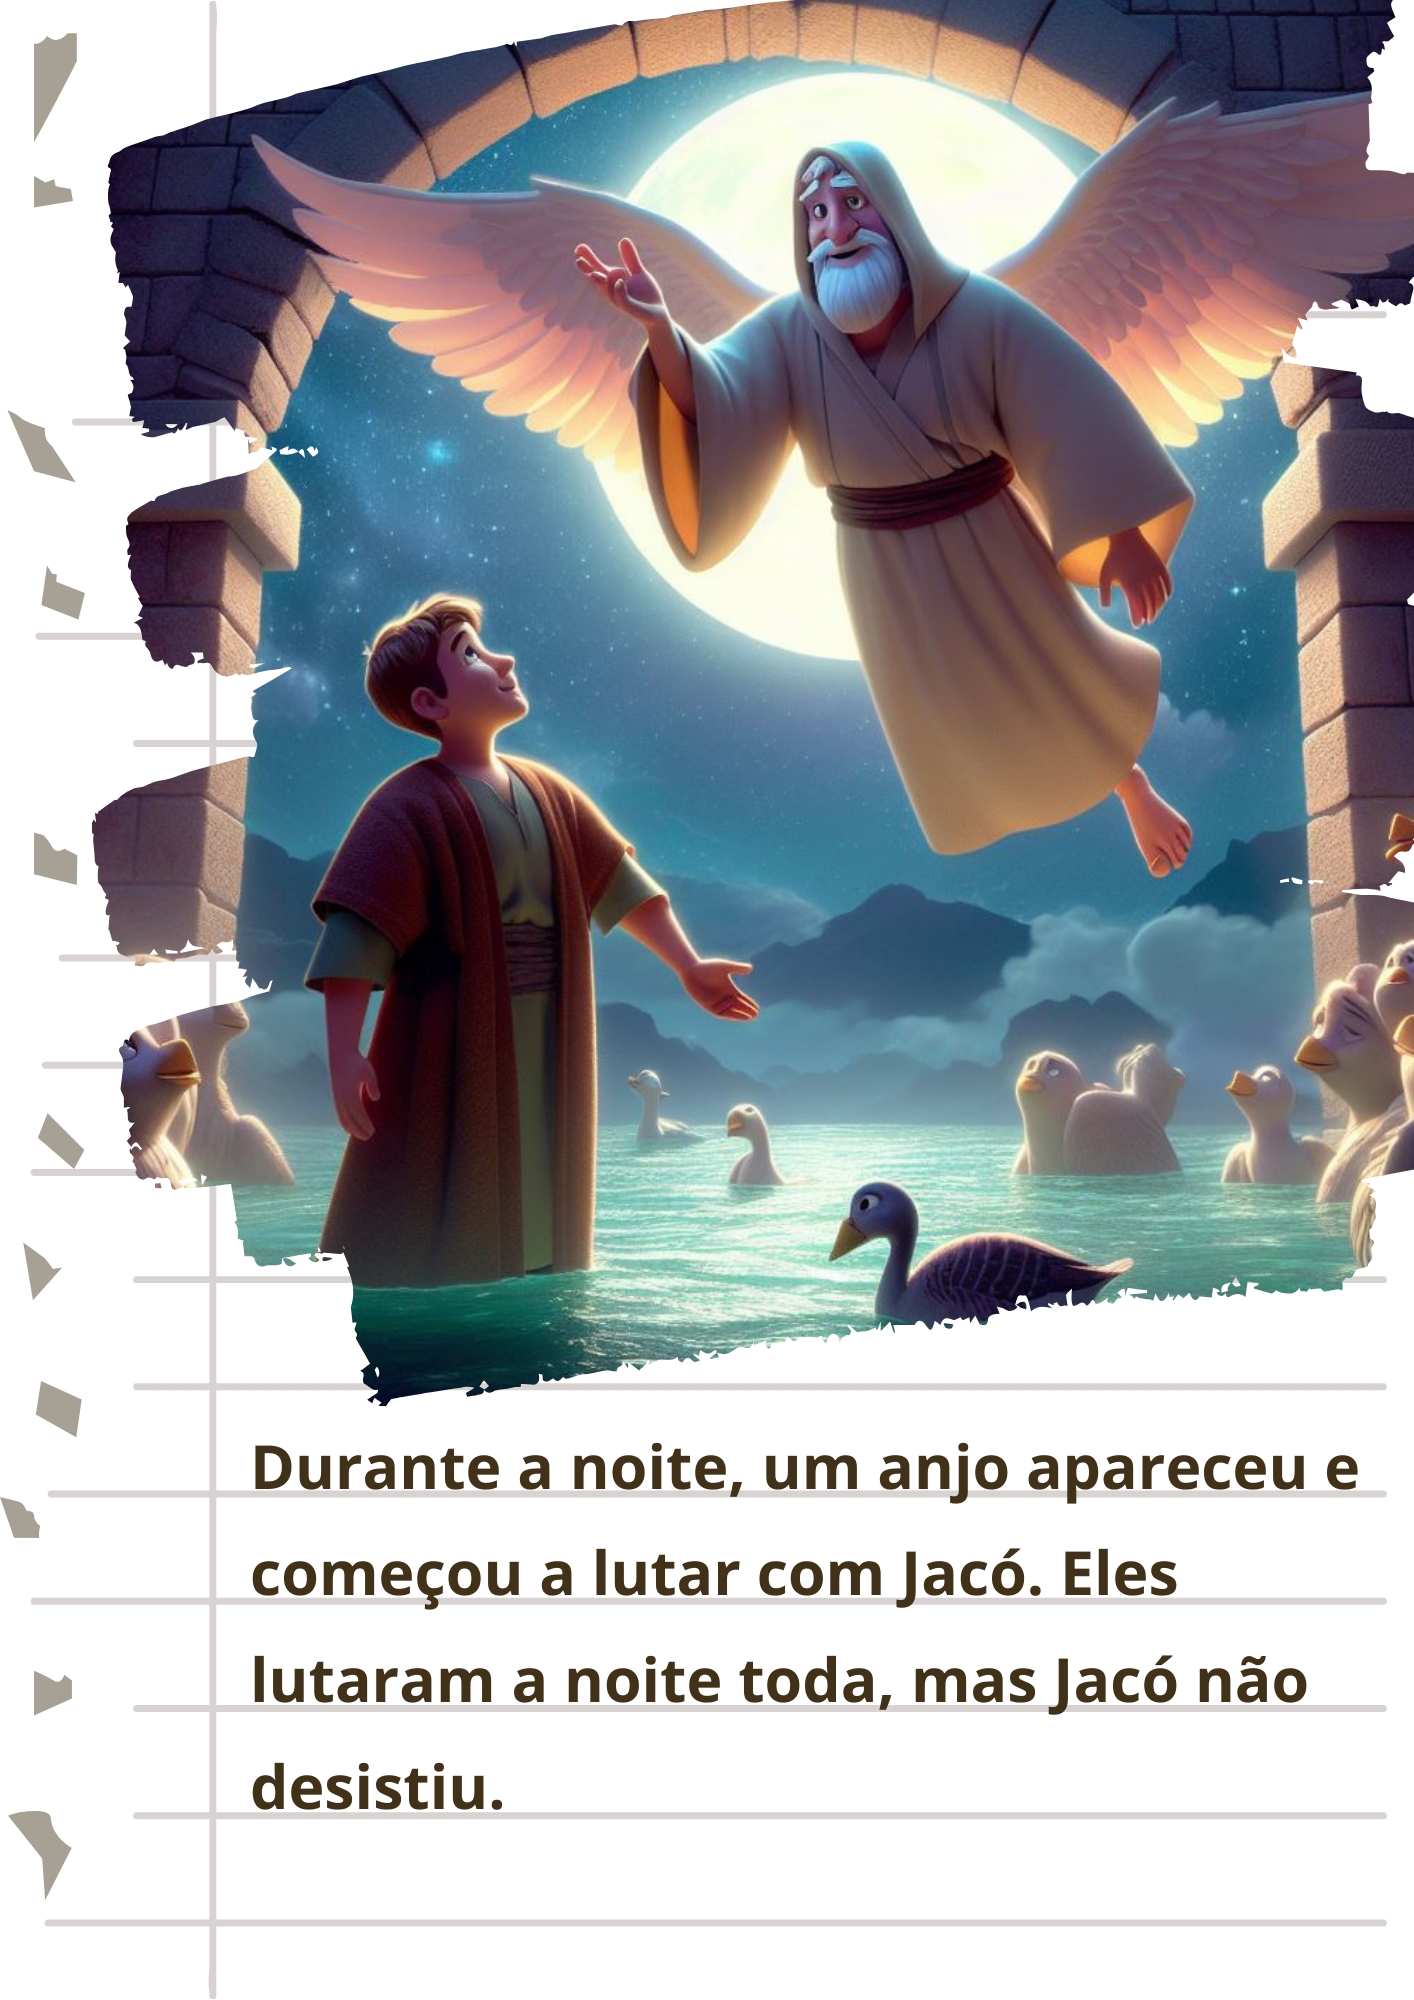 Durante a noite, um anjo apareceu e
começou a lutar com Jacó. Eles
lutaram a noite toda, mas Jacó não
desistiu.